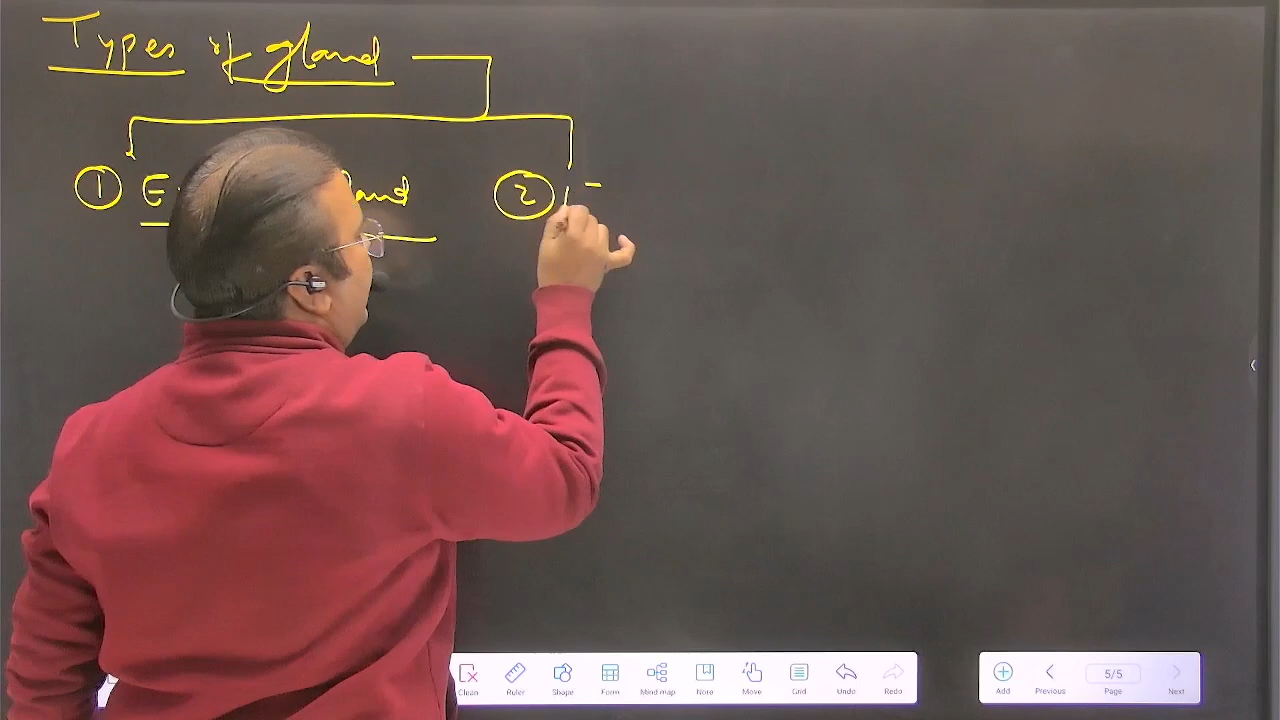 Types of gland
① E
②
Clean Ruler Shape Form Mind map Note Move Grid Undo Redo
Add Previous 5/5 Page Next